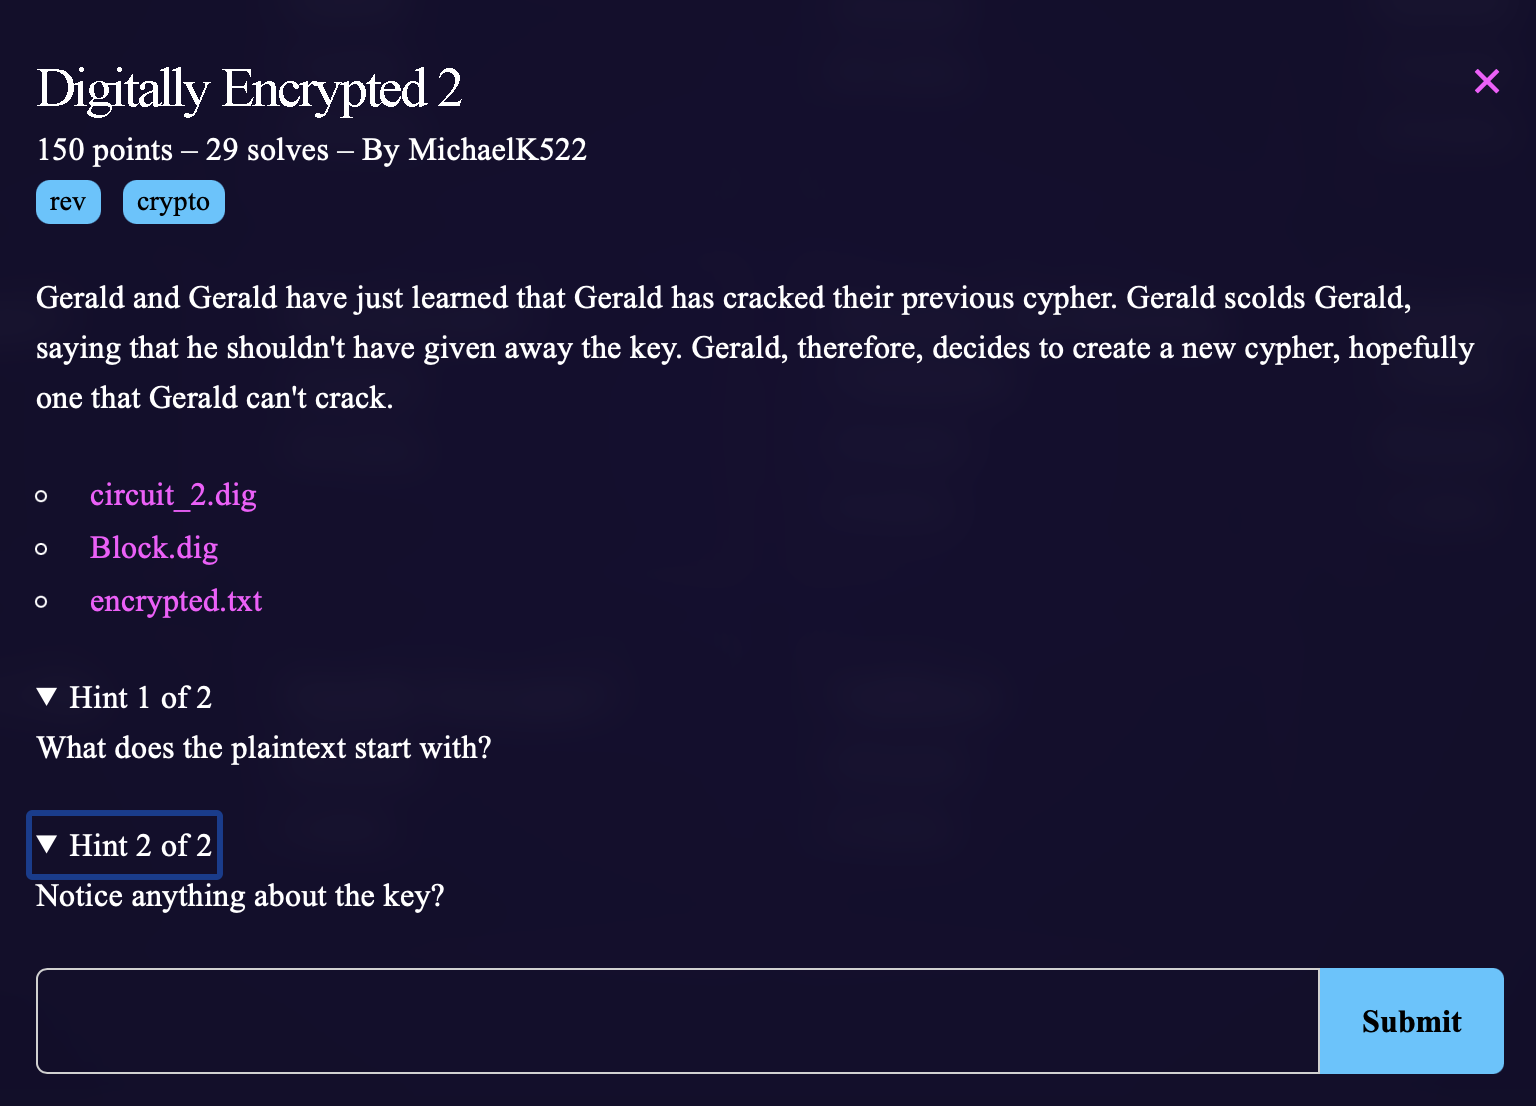 Digitally Encrypted 2
150 points – 29 solves – By MichaelK522
rev crypto
Gerald and Gerald have just learned that Gerald has cracked their previous cypher. Gerald scolds Gerald,
saying that he shouldn't have given away the key. Gerald, therefore, decides to create a new cypher, hopefully
one that Gerald can't crack.
circuit_2.dig
Block.dig
encrypted.txt
Hint 1 of 2
What does the plaintext start with?
Hint 2 of 2
Notice anything about the key?
Submit